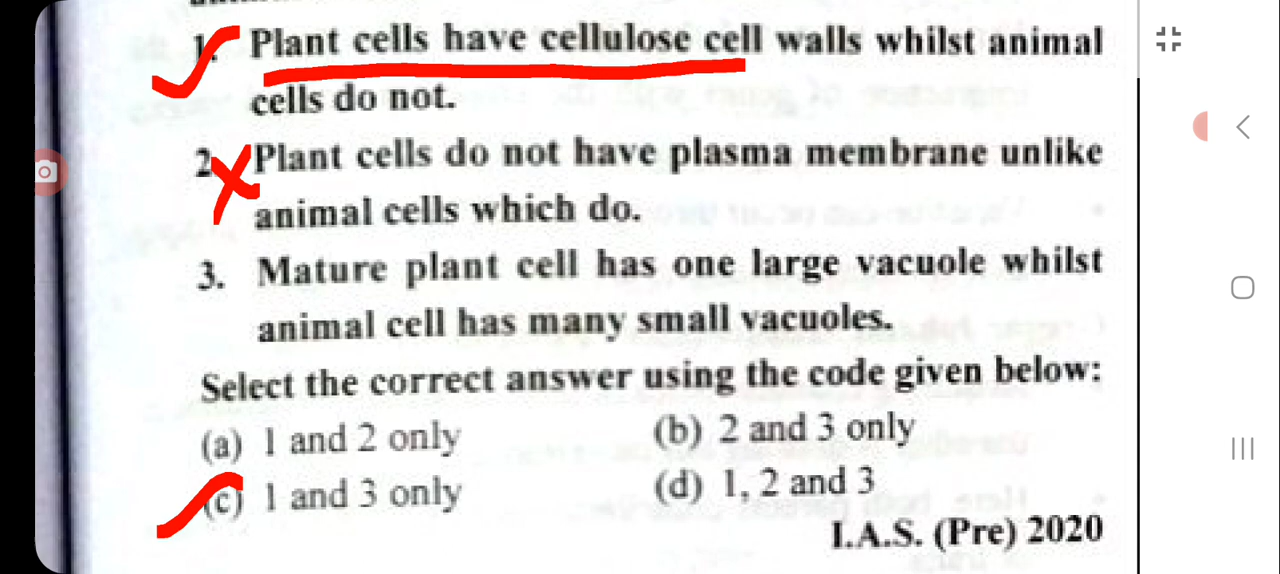 1. Plant cells have cellulose cell walls whilst animal
cells do not.
2. Plant cells do not have plasma membrane unlike
animal cells which do.
3. Mature plant cell has one large vacuole whilst
animal cell has many small vacuoles.
Select the correct answer using the code given below:
(a) 1 and 2 only (b) 2 and 3 only
(c) 1 and 3 only (d) 1, 2 and 3
I.A.S. (Pre) 2020